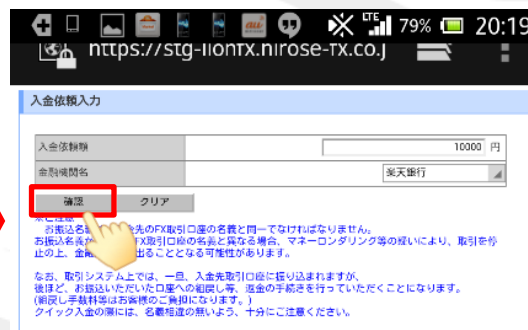 LTE 79% 20:19
https://stg-lionfx.hirose-fx.co.j
入金依頼入力
入金依頼額 10000 円
金融機関名 楽天銀行
確認 クリア
お振込名 金先のFX取引口座の名義と同一でなければなりません。
お振込名義が FX取引口座の名義と異なる場合、マネーロンダリング等の疑いにより、取引を停
止の上、金融 出ることとなる可能性があります。
なお、取引システム上では、一旦、入金先取引口座に振り込まれますが、
後ほど、お振込いただいた口座への組戻し等、返金の手続きを行っていただくことになります。
(組戻し手数料等はお客様のご負担になります。)
クイック入金の際には、名義相違の無いよう、十分にご注意ください。